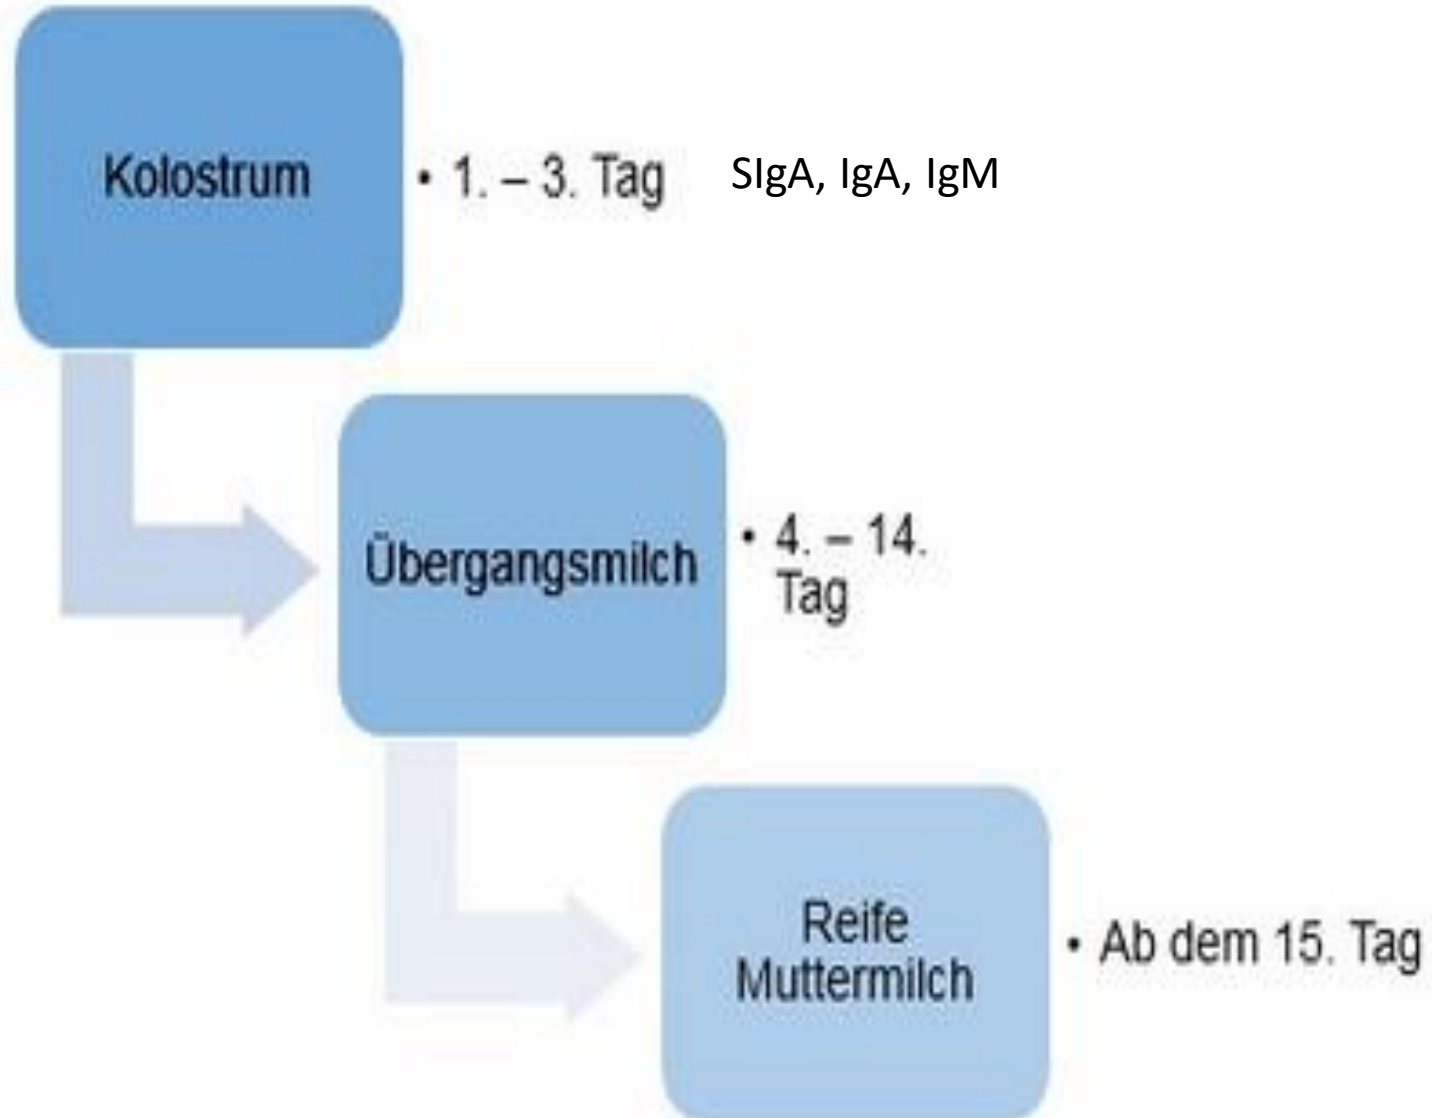 Kolostrum
• 1. – 3. Tag
SIgA, IgA, IgM
Übergangsmilch
• 4. – 14.
Tag
Reife
Muttermilch
• Ab dem 15. Tag